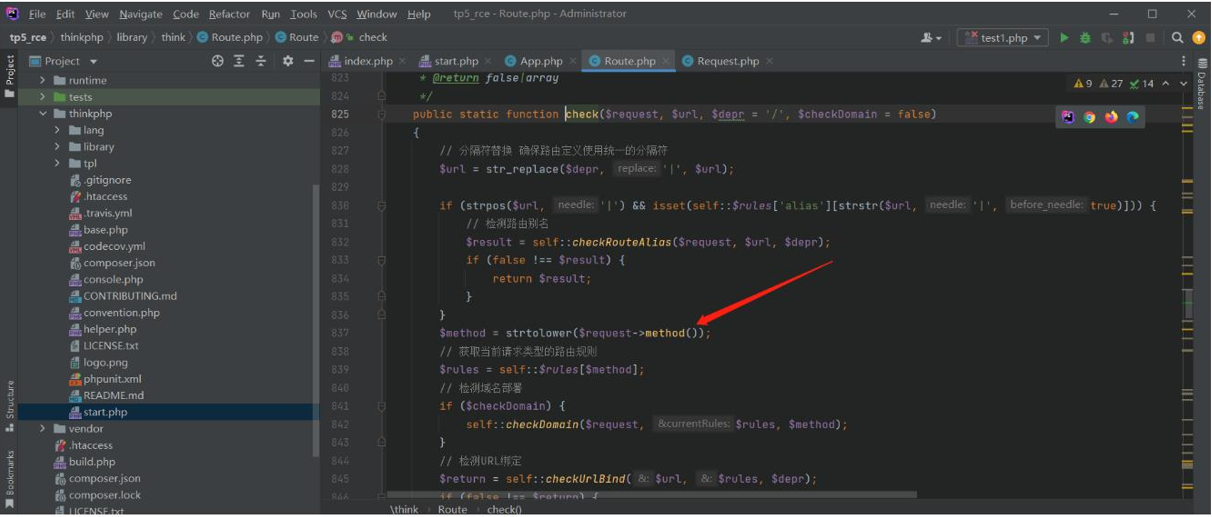 File Edit View Navigate Code Refactor Run Tools VCS Window Help tp5_rce - Route.php - Administrator
tp5_rce thinkphp library think Route.php Route check test1.php
Project
index.php start.php App.php Route.php Request.php
runtime
tests
thinkphp
lang
library
tpl
.gitignore
.htaccess
.travis.yml
base.php
codecov.yml
composer.json
console.php
CONTRIBUTING.md
convention.php
helper.php
LICENSE.txt
logo.png
phpunit.xml
README.md
start.php
vendor
.htaccess
build.php
composer.json
composer.lock
LICENSE.txt
Project
Structure
Bookmarks
9 27 14
823 * @return false|array
824 */
825 public static function check($request, $url, $depr = '/', $checkDomain = false)
826 {
827 // 分隔符替换 确保路由定义使用统一的分隔符
828 $url = str_replace($depr, replace: '|', $url);
829
830 if (strpos($url, needle: '|') && isset(self::$rules['alias'][strstr($url, needle: '|', before_needle: true)])) {
831 // 检测路由别名
832 $result = self::checkRouteAlias($request, $url, $depr);
833 if (false !== $result) {
834 return $result;
835 }
836 }
837 $method = strtolower($request->method());
838 // 获取当前请求类型的路由规则
839 $rules = self::$rules[$method];
840 // 检测域名部署
841 if ($checkDomain) {
842 self::checkDomain($request, &currentRules: $rules, $method);
843 }
844 // 检测URL绑定
845 $return = self::checkUrlBind( &: $url, &: $rules, $depr);
846 if (false !== $return) {
\think Route check()
Database